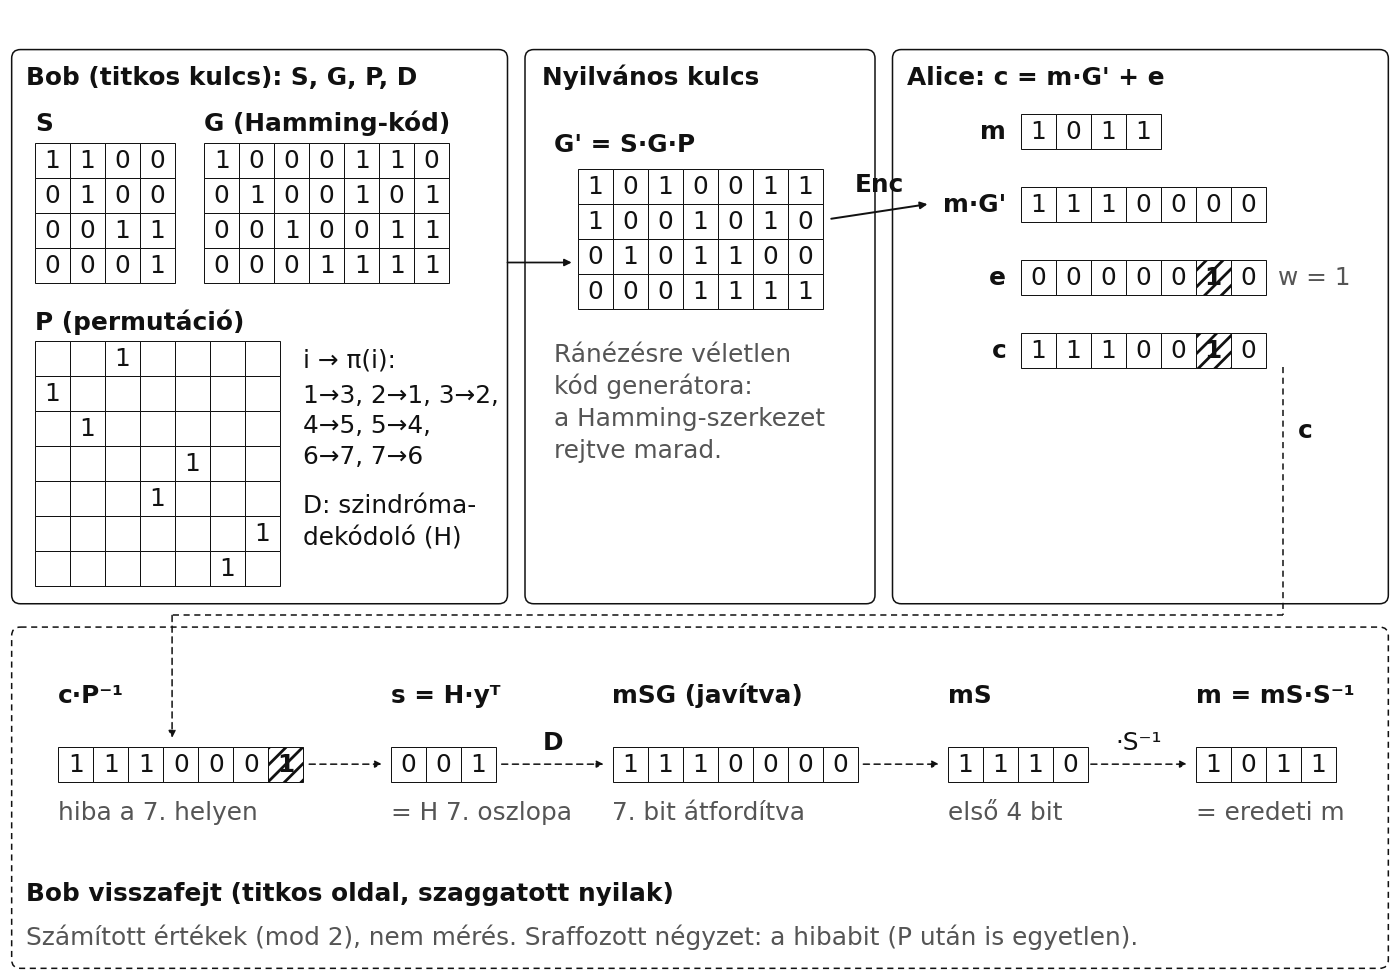 Bob (titkos kulcs): S, G, P, D
S
1 1 0 0
0 1 0 0
0 0 1 1
0 0 0 1
G (Hamming-kód)
1 0 0 0 1 1 0
0 1 0 0 1 0 1
0 0 1 0 0 1 1
0 0 0 1 1 1 1
P (permutáció)
1
1
1
1
1
1
1
i → π(i):
1→3, 2→1, 3→2,
4→5, 5→4,
6→7, 7→6
D: szindróma-
dekódoló (H)
Nyilvános kulcs
G' = S·G·P
1 0 1 0 0 1 1
1 0 0 1 0 1 0
0 1 0 1 1 0 0
0 0 0 1 1 1 1
Ránézésre véletlen
kód generátora:
a Hamming-szerkezet
rejtve marad.
Enc
Alice: c = m·G' + e
m 1 0 1 1
m·G' 1 1 1 0 0 0 0
e 0 0 0 0 0 1 0 w = 1
c 1 1 1 0 0 1 0
c
c·P⁻¹
1 1 1 0 0 0 1
hiba a 7. helyen
s = H·yᵀ
0 0 1
= H 7. oszlopa
D
mSG (javítva)
1 1 1 0 0 0 0
7. bit átfordítva
mS
1 1 1 0
első 4 bit
·S⁻¹
m = mS·S⁻¹
1 0 1 1
= eredeti m
Bob visszafejt (titkos oldal, szaggatott nyilak)
Számított értékek (mod 2), nem mérés. Sraffozott négyzet: a hibabit (P után is egyetlen).